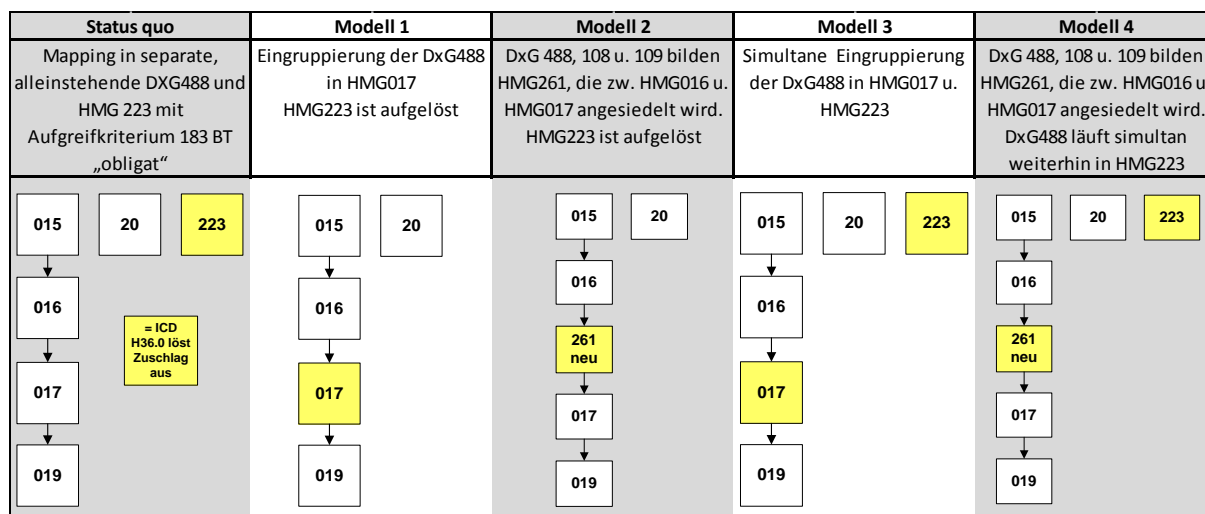 Status quo
Mapping in separate,
alleinstehende DXG488 und
HMG 223 mit
Aufgreifkriterium 183 BT
„obligat“
015
20
223
016
= ICD
H36.0 löst
Zuschlag
aus
017
019
Modell 1
Eingruppierung der DxG488
in HMG017
HMG223 ist aufgelöst
015
20
016
017
019
Modell 2
DxG 488, 108 u. 109 bilden
HMG261, die zw. HMG016 u.
HMG017 angesiedelt wird.
HMG223 ist aufgelöst
015
20
016
261
neu
017
019
Modell 3
Simultane Eingruppierung
der DxG488 in HMG017 u.
HMG223
015
20
223
016
017
019
Modell 4
DxG 488, 108 u. 109 bilden
HMG261, die zw. HMG016 u.
HMG017 angesiedelt wird.
DxG488 läuft simultan
weiterhin in HMG223
015
20
223
016
261
neu
017
019